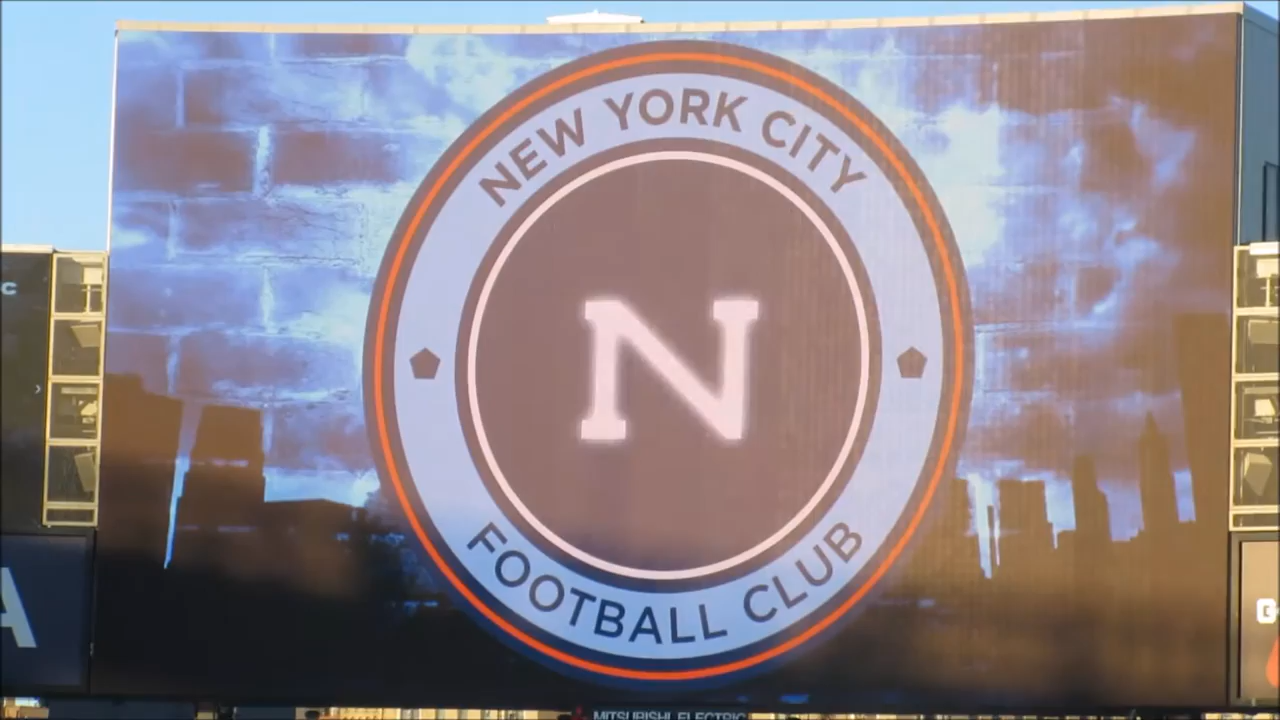 NEW YORK CITY
N
FOOTBALL CLUB
C
A
MITSUBISHI ELECTRIC